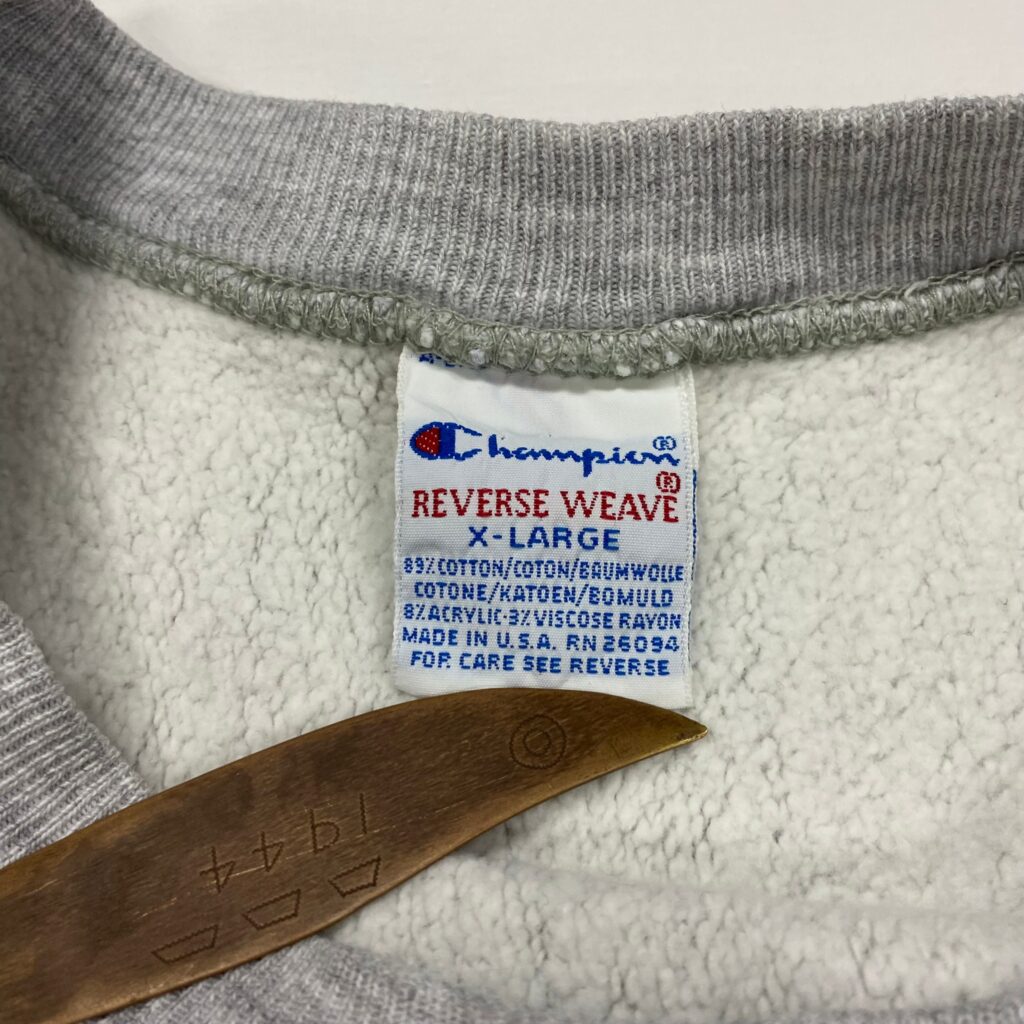 Champion®
REVERSE WEAVE®
X-LARGE
89% COTTON/COTON/BAUMWOLLE
COTONE/KATOEN/BOMULD
8% ACRYLIC-3% VISCOSE RAYON
MADE IN U.S.A. RN 26094
FOR CARE SEE REVERSE
1944